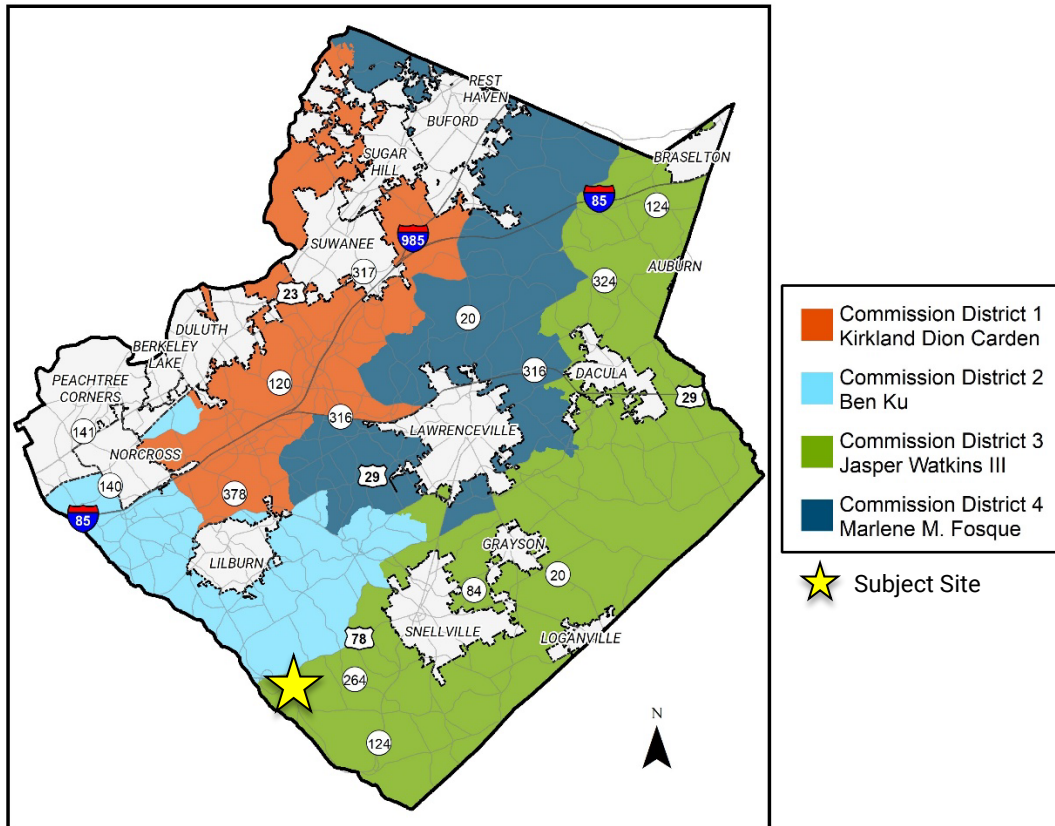 REST
HAVEN
BUFORD
SUGAR
HILL
BRASELTON
85
124
SUWANEE
985
317
AUBURN
324
23
20
DULUTH
BERKELEY
LAKE
PEACHTREE
CORNERS
120
316
DACULA
316
29
141
LAWRENCEVILLE
NORCROSS
29
140
378
85
LILBURN
GRAYSON
20
84
SNELLVILLE
78
LOGANVILLE
264
124
N
Commission District 1
Kirkland Dion Carden
Commission District 2
Ben Ku
Commission District 3
Jasper Watkins III
Commission District 4
Marlene M. Fosque
Subject Site